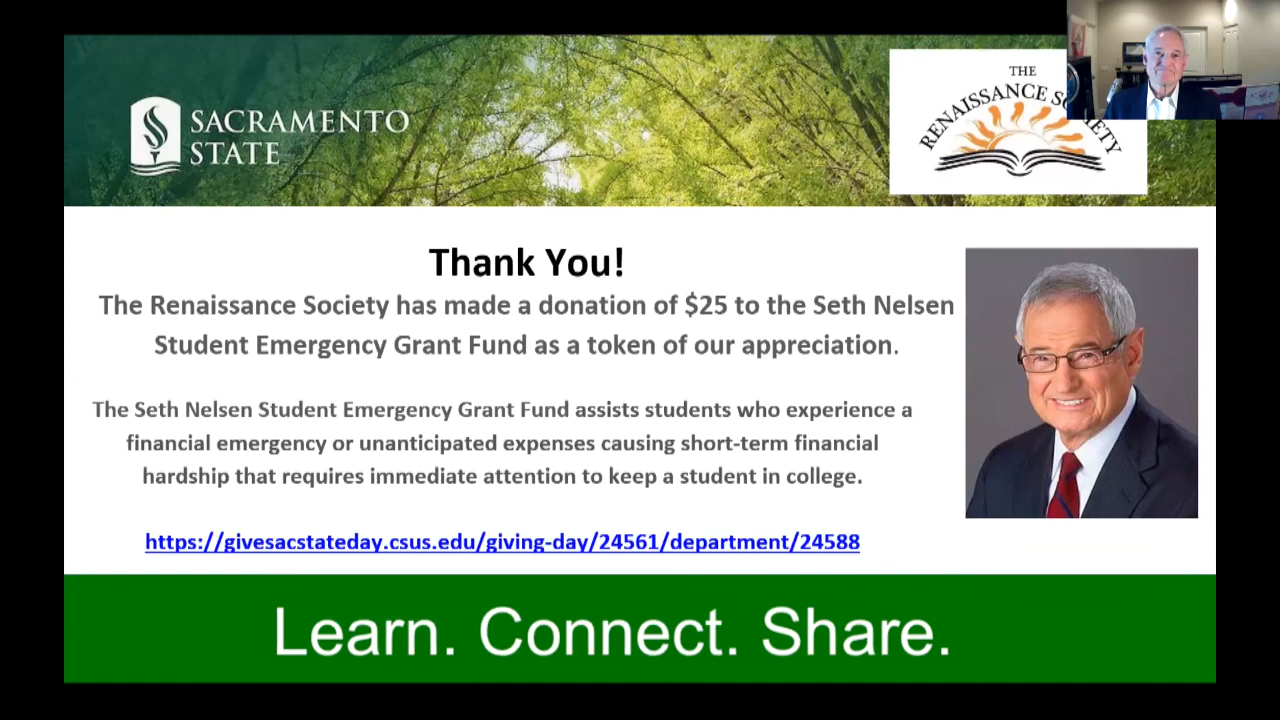 SACRAMENTO
STATE
THE
RENAISSANCE SOCIETY
Thank You!
The Renaissance Society has made a donation of $25 to the Seth Nelsen
Student Emergency Grant Fund as a token of our appreciation.
The Seth Nelsen Student Emergency Grant Fund assists students who experience a
financial emergency or unanticipated expenses causing short-term financial
hardship that requires immediate attention to keep a student in college.
https://givesacstateday.csus.edu/giving-day/24561/department/24588
Learn. Connect. Share.